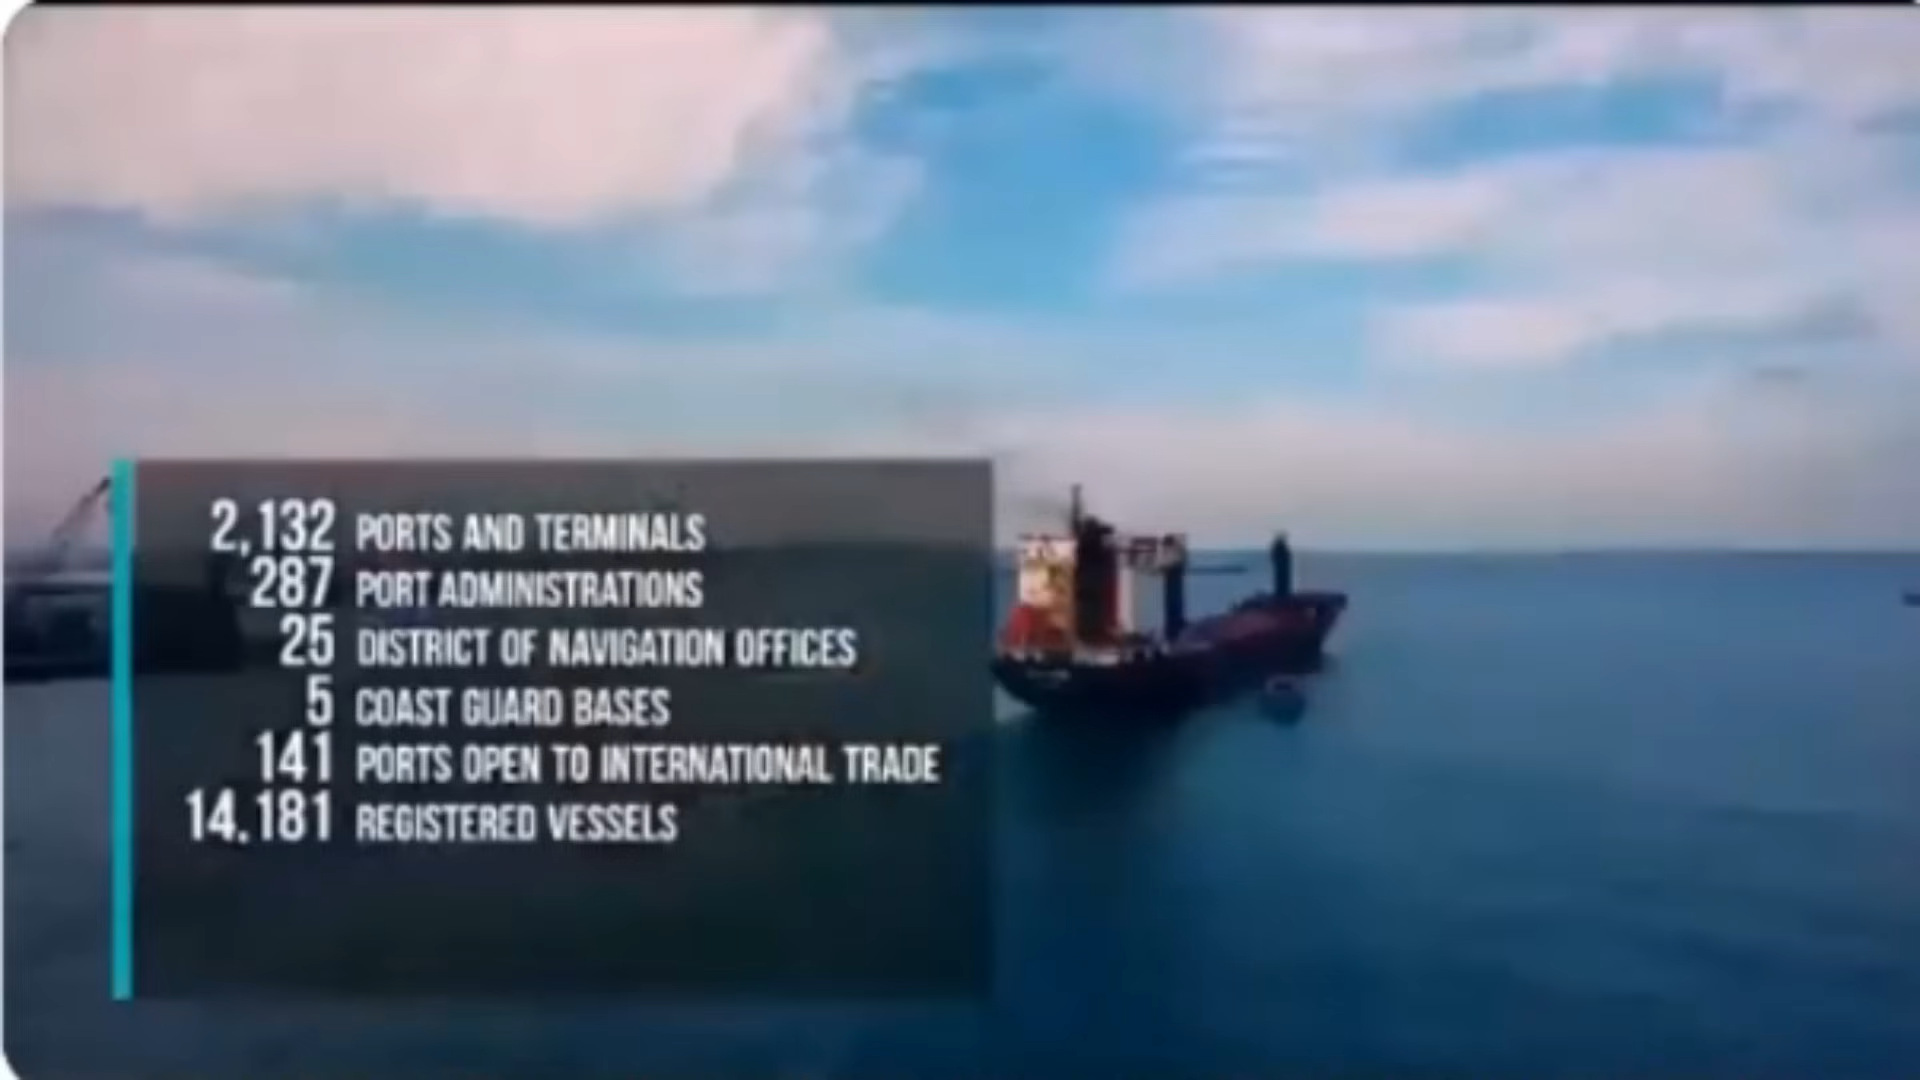 2,132 PORTS AND TERMINALS
287 PORT ADMINISTRATIONS
25 DISTRICT OF NAVIGATION OFFICES
5 COAST GUARD BASES
141 PORTS OPEN TO INTERNATIONAL TRADE
14.181 REGISTERED VESSELS